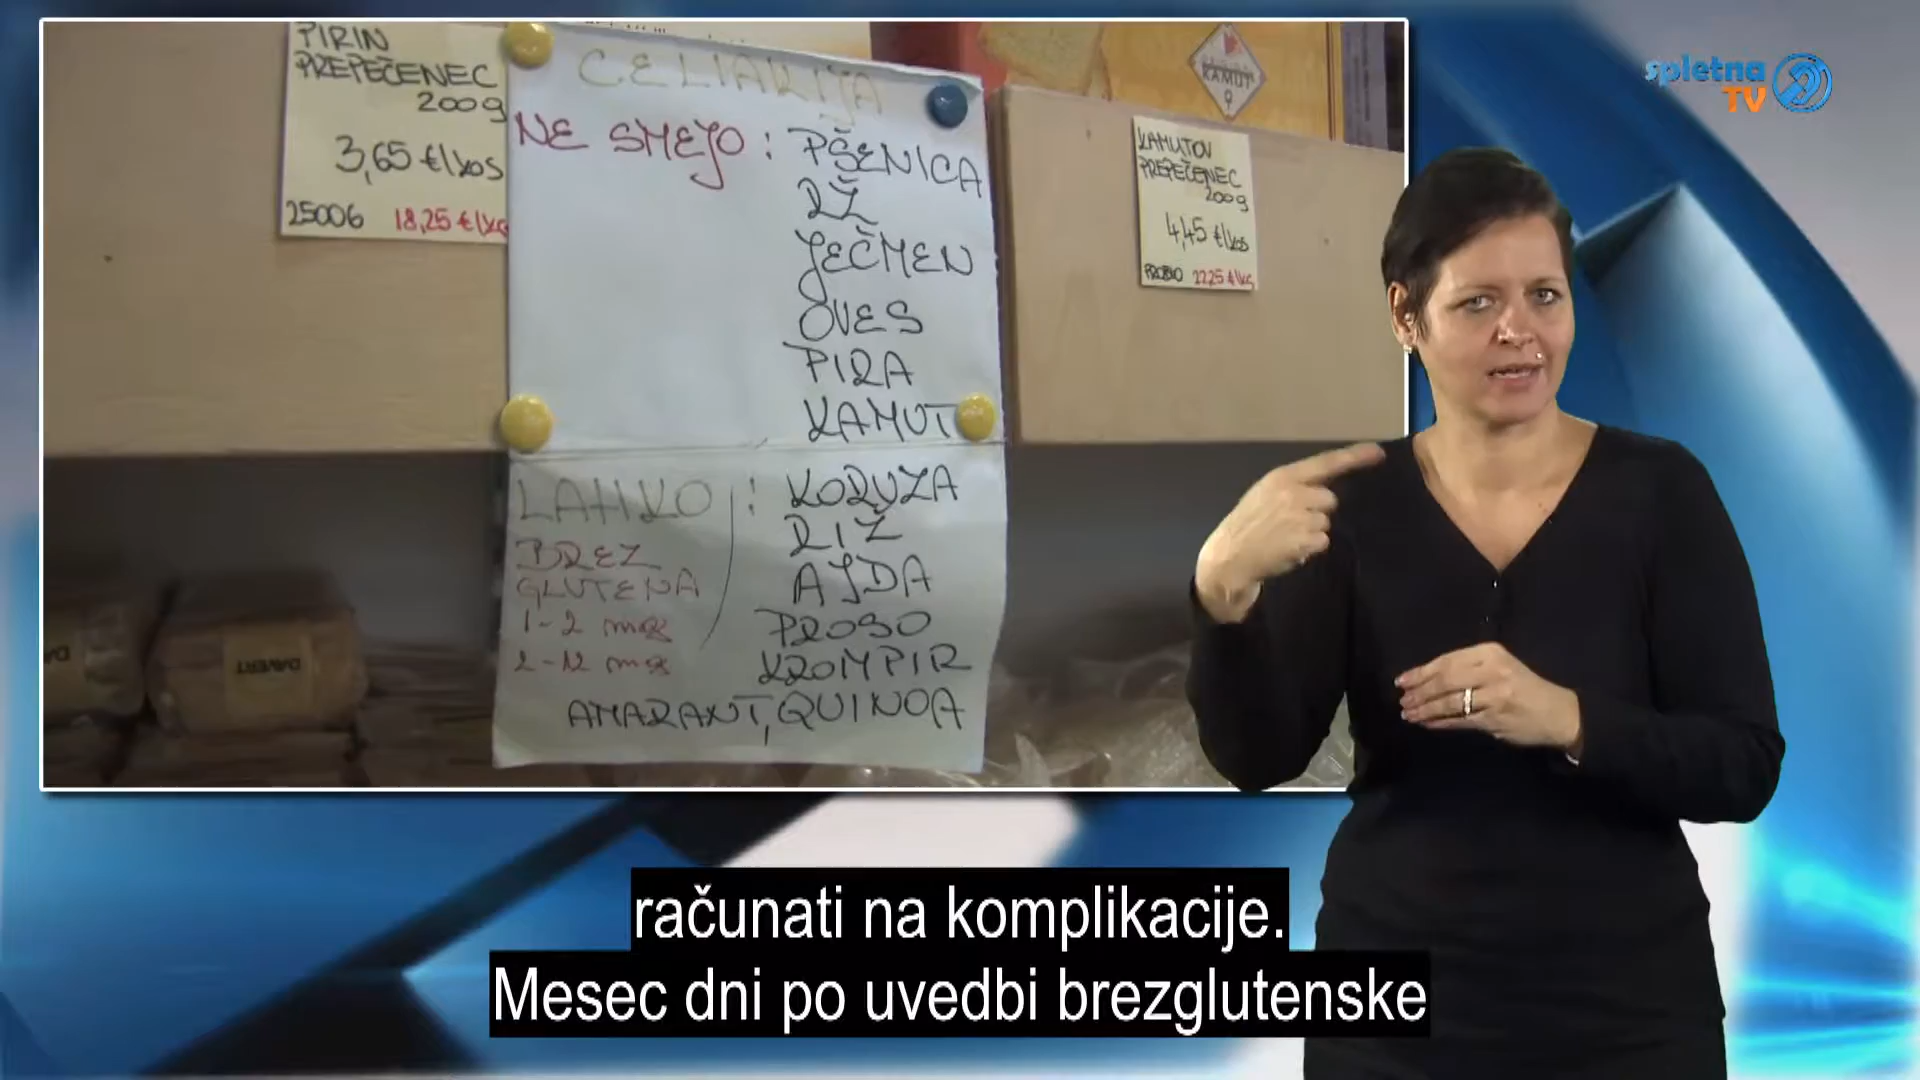 PIRIN
PREPEČENEC
200g
3,65 €/kos
25006 18,25 €/kg
CELIAKIJA
NE SMEJO : PŠENICA
RŽ
JEČMEN
OVES
PIRA
KAMUT
LAHKO : KORUZA
RIŽ
BREZ
GLUTENA
AJDA
1-2 mg
PROSO
2-12 mg
KROMPIR
AMARANT, QUINOA
KAMUT
KAMUTOV
PREPEČENEC
200g
4,45 €/kos
22,25 €/kg
DAVERT
spletna
TV
računati na komplikacije.
Mesec dni po uvedbi brezglutenske